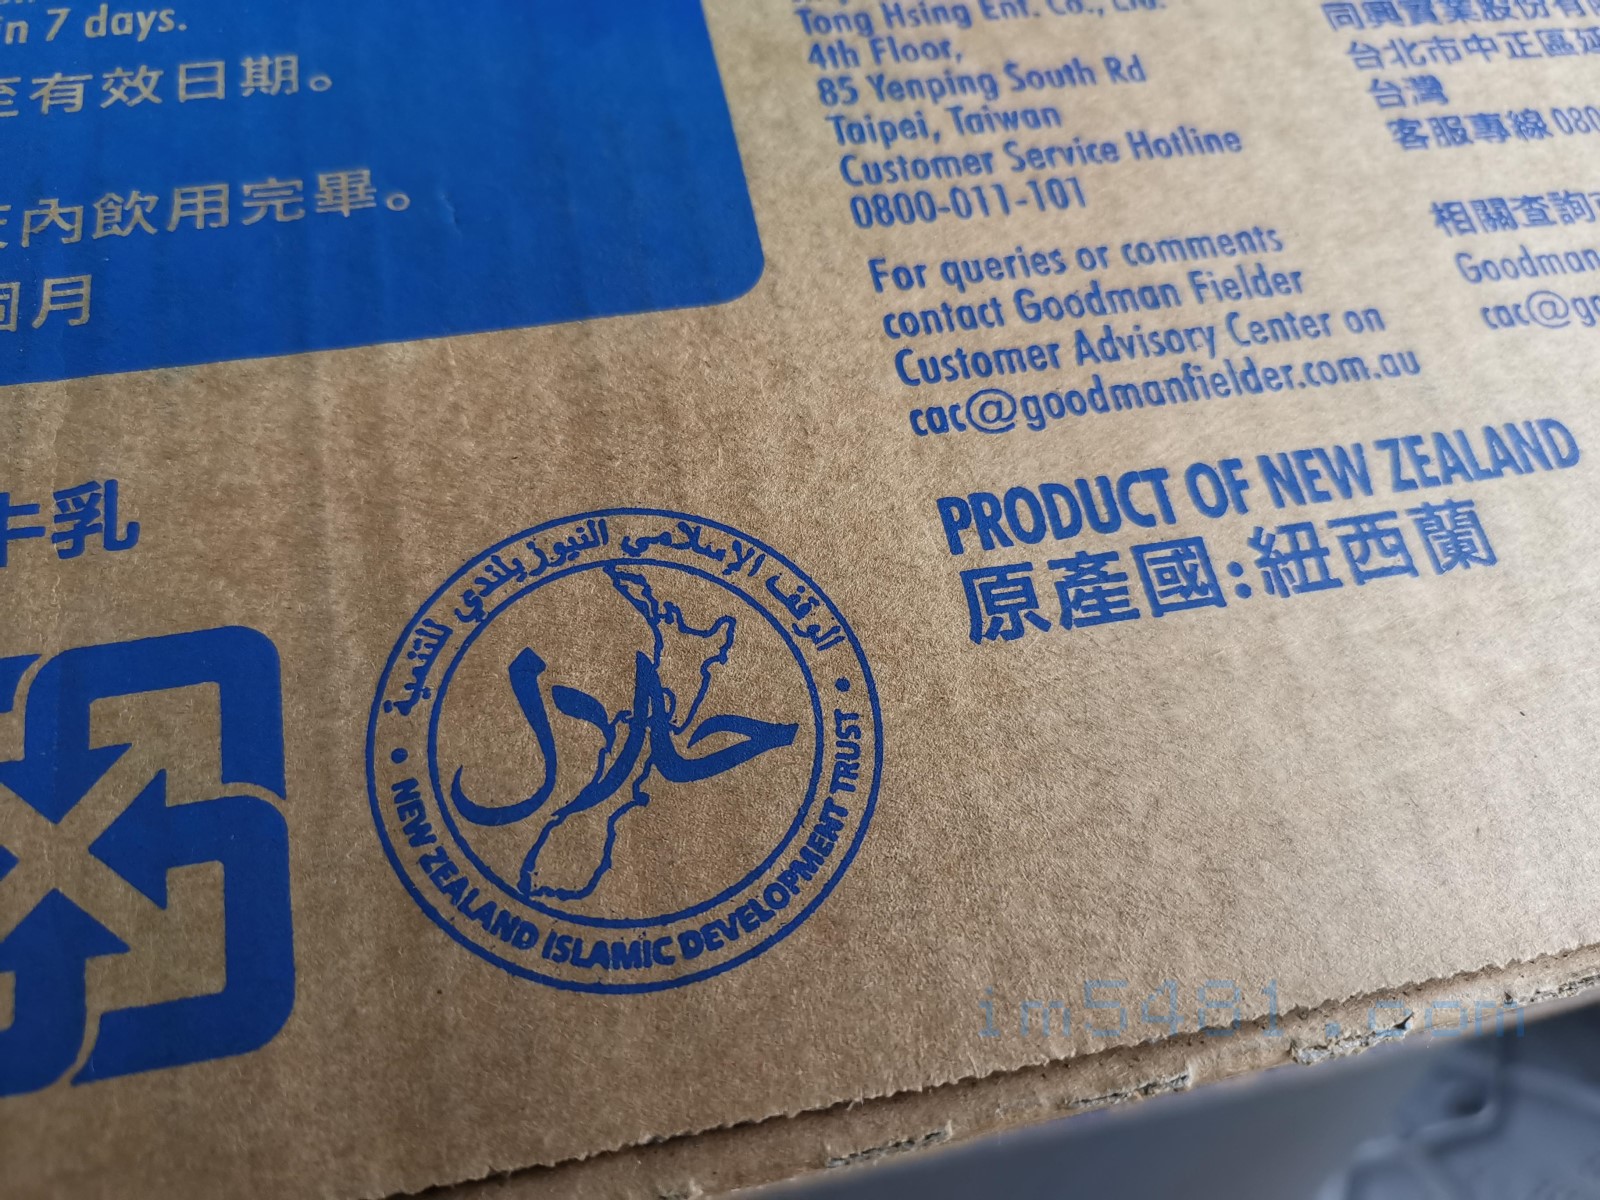 in 7 days.
至有效日期。
內飲用完畢。
個月
牛乳
Tong Hsing Ent. Co., Ltd.
4th Floor,
85 Yenping South Rd
Taipei, Taiwan
Customer Service Hotline
0800-011-101
For queries or comments
contact Goodman Fielder
Customer Advisory Center on
cac@goodmanfielder.com.au
同興實業股份有
台北市中正區延
台灣
客服專線 080
相關查詢
Goodman
cac@go
PRODUCT OF NEW ZEALAND
原產國:紐西蘭
الوقف الإسلامي النيوزيلندي للتنمية
حلال
NEW ZEALAND ISLAMIC DEVELOPMENT TRUST
im5481.com